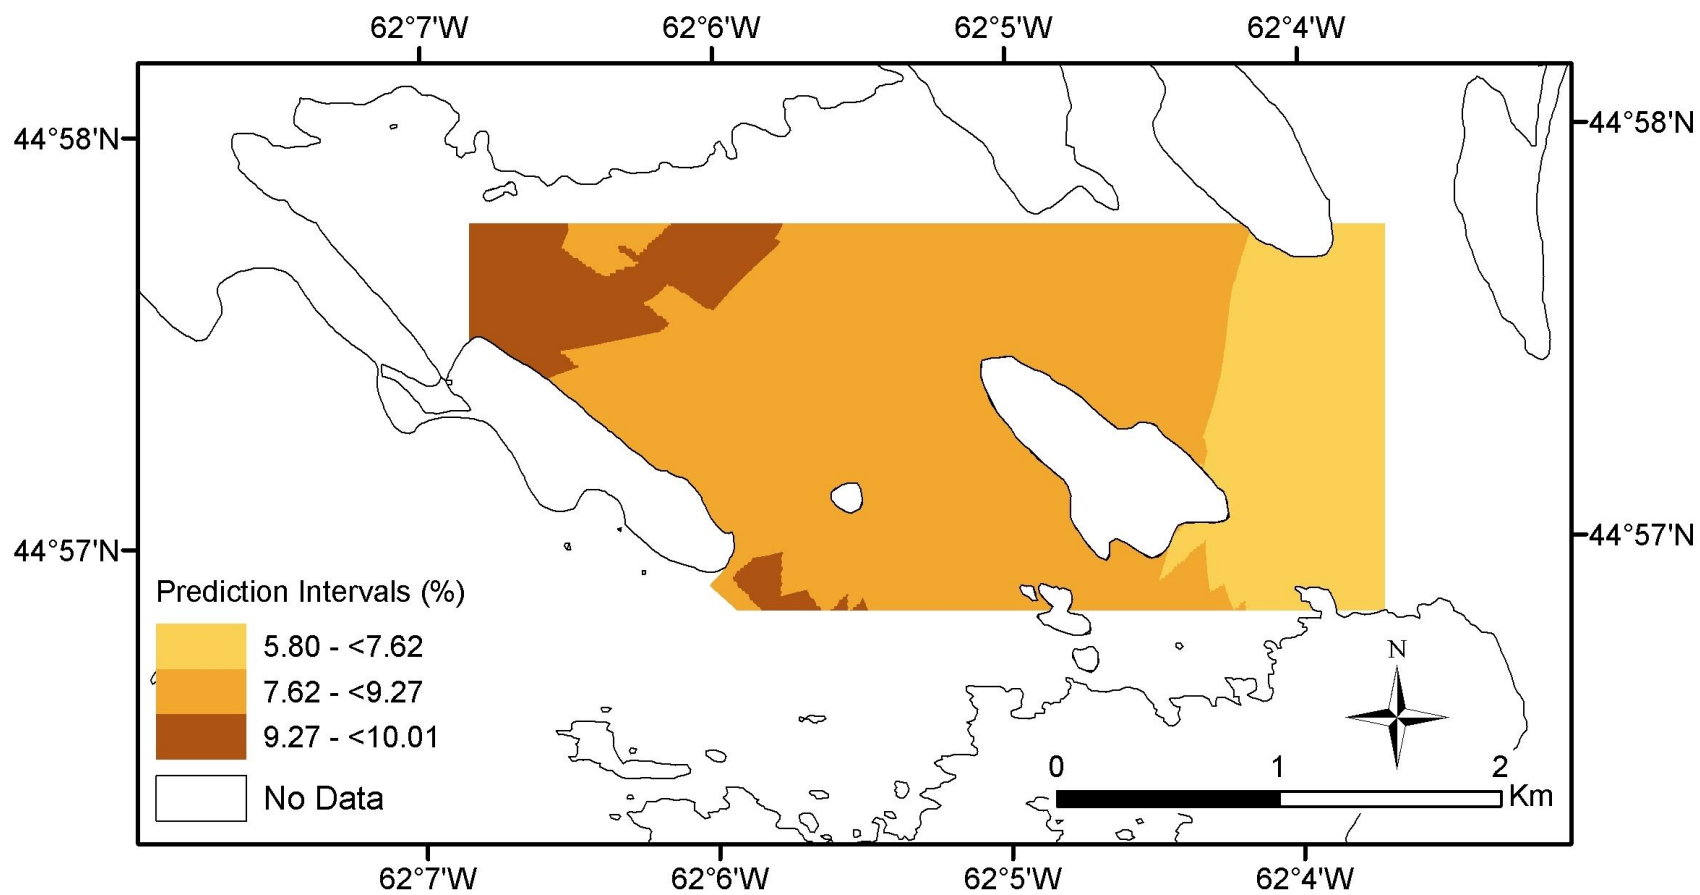 62°7'W 62°6'W 62°5'W 62°4'W
44°58'N 44°58'N
44°57'N 44°57'N
Prediction Intervals (%)
5.80 - <7.62
7.62 - <9.27
9.27 - <10.01
No Data
N
0 1 2
Km
62°7'W 62°6'W 62°5'W 62°4'W